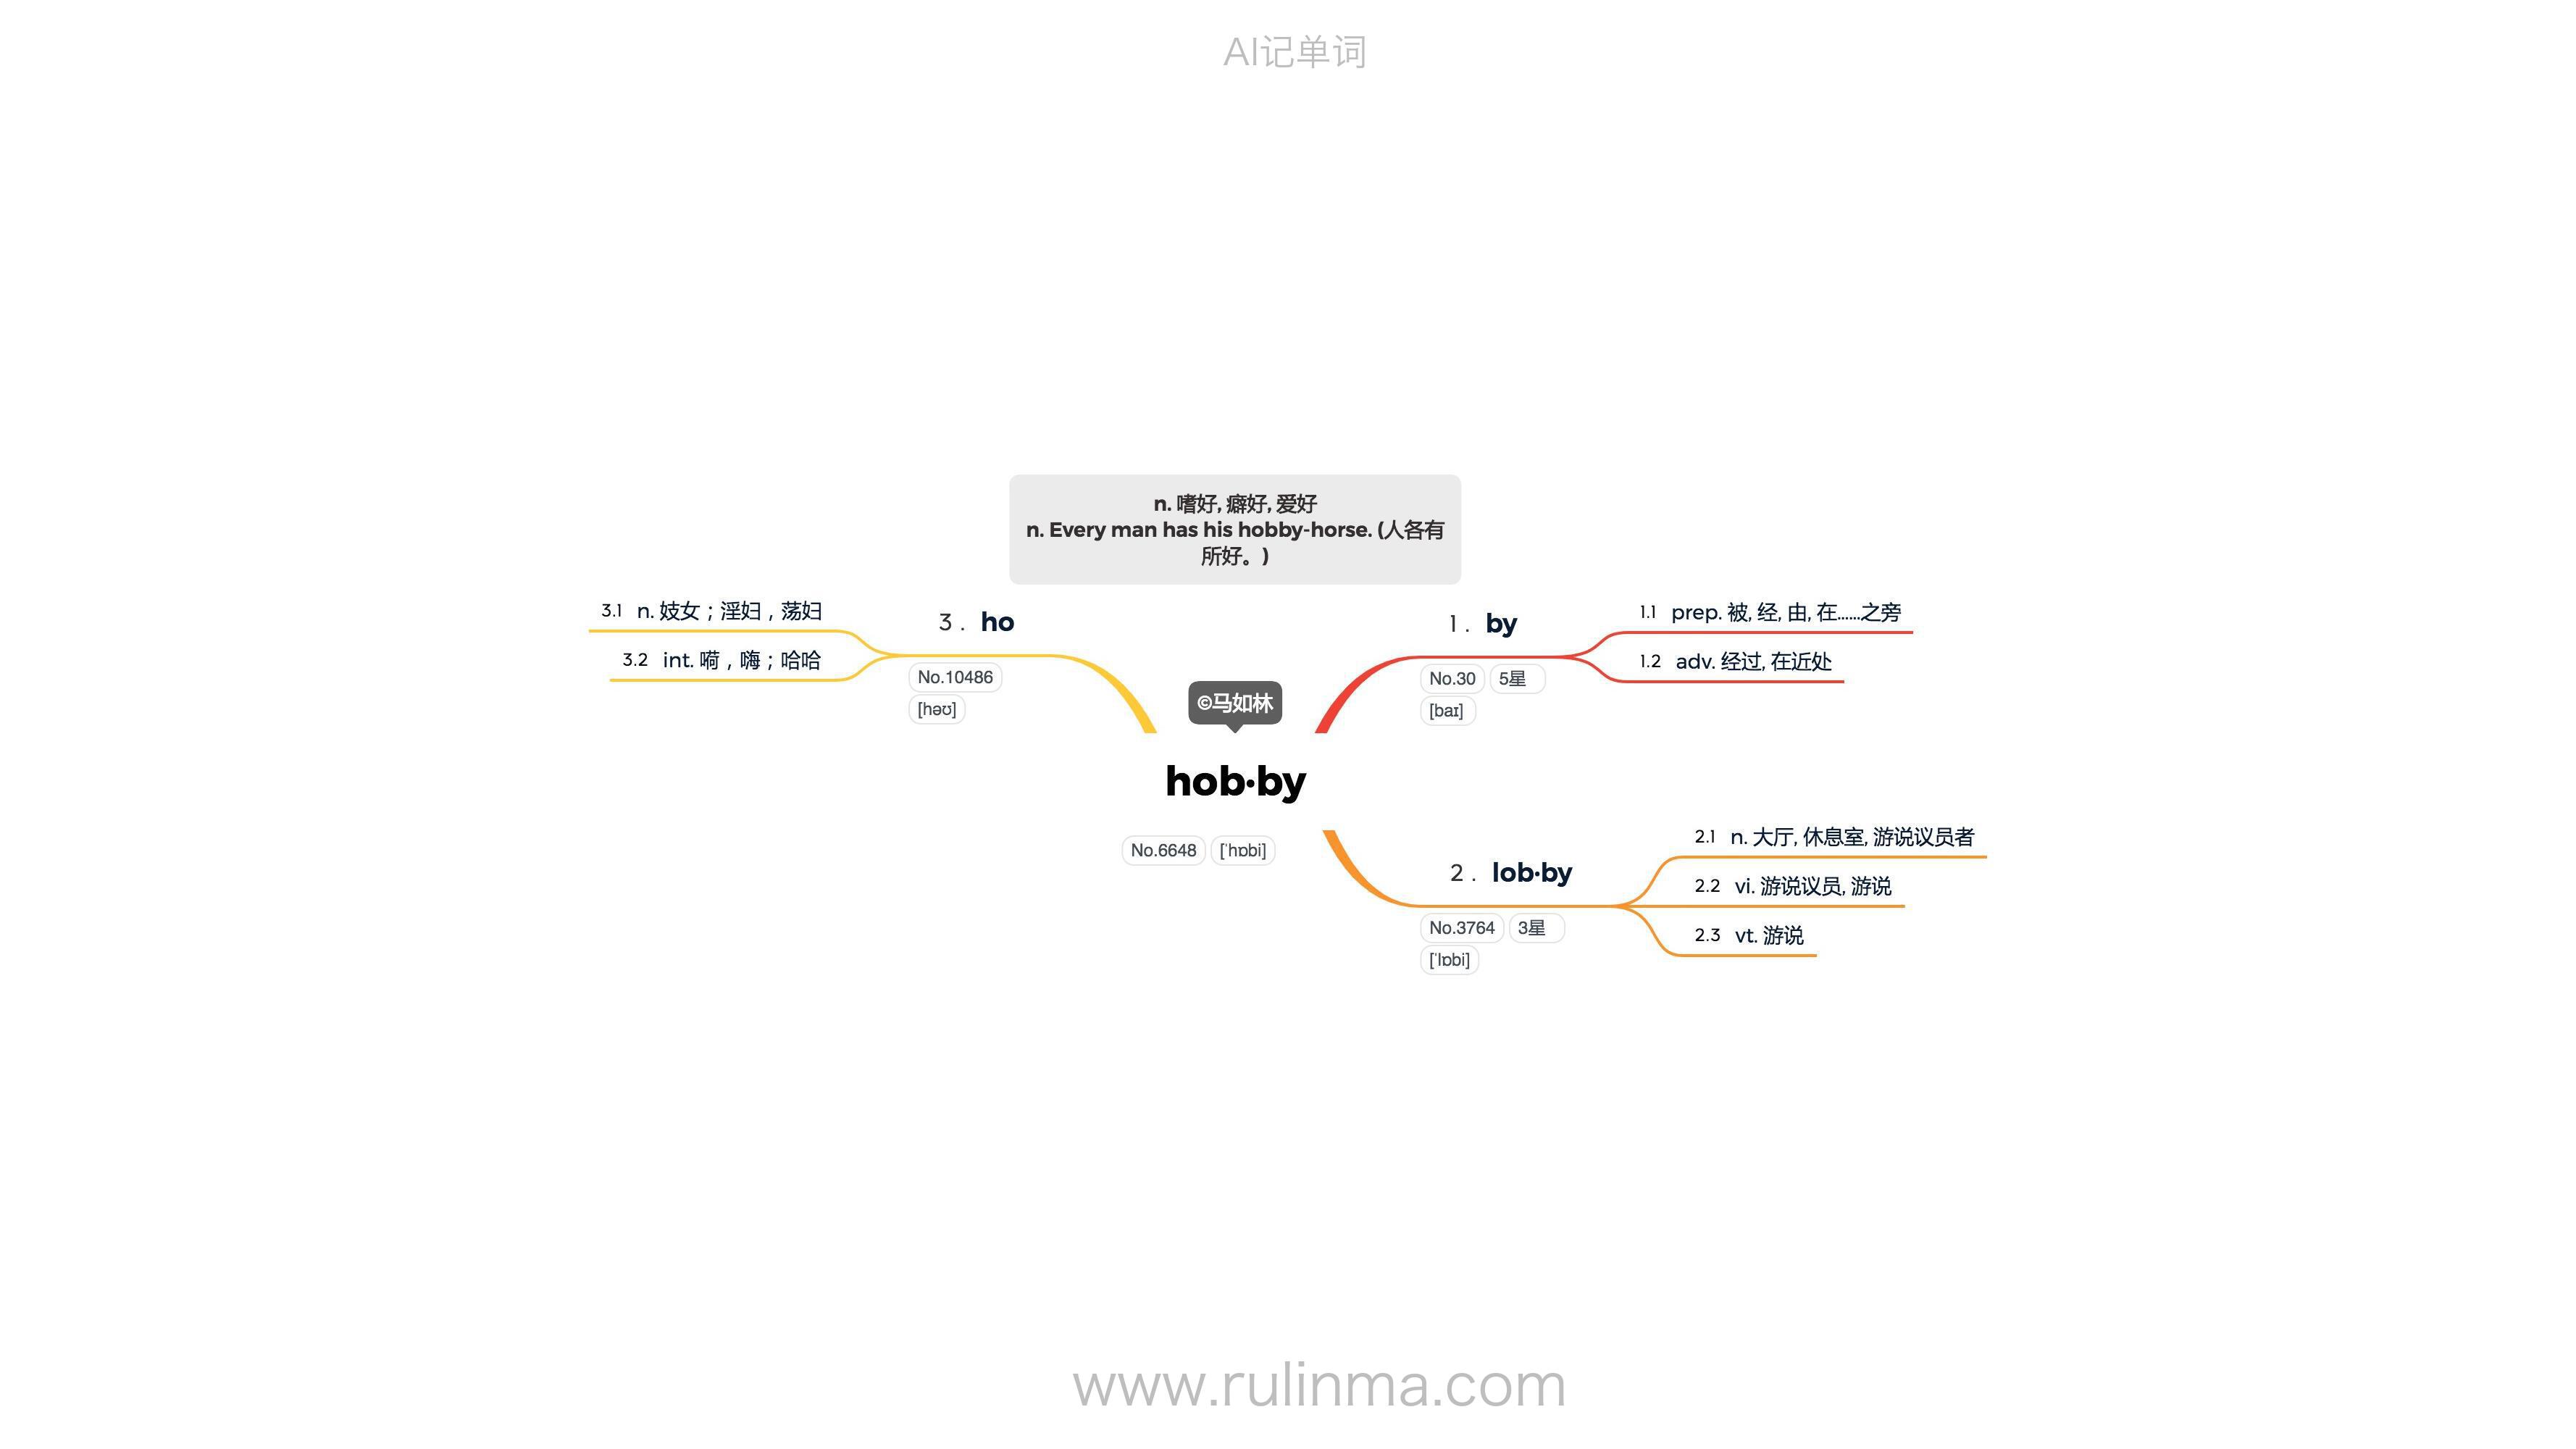 AI记单词
n. 嗜好, 癖好, 爱好
n. Every man has his hobby-horse. (人各有
所好。)
3.1 n. 妓女；淫妇，荡妇
3.2 int. 嗬，嗨；哈哈
3. ho
No.10486
[həʊ]
1. by
No.30 5星
[baɪ]
1.1 prep. 被, 经, 由, 在……之旁
1.2 adv. 经过, 在近处
©马如林
hob·by
No.6648 [ˈhɒbi]
2. lob·by
No.3764 3星
[ˈlɒbi]
2.1 n. 大厅, 休息室, 游说议员者
2.2 vi. 游说议员, 游说
2.3 vt. 游说
www.rulinma.com